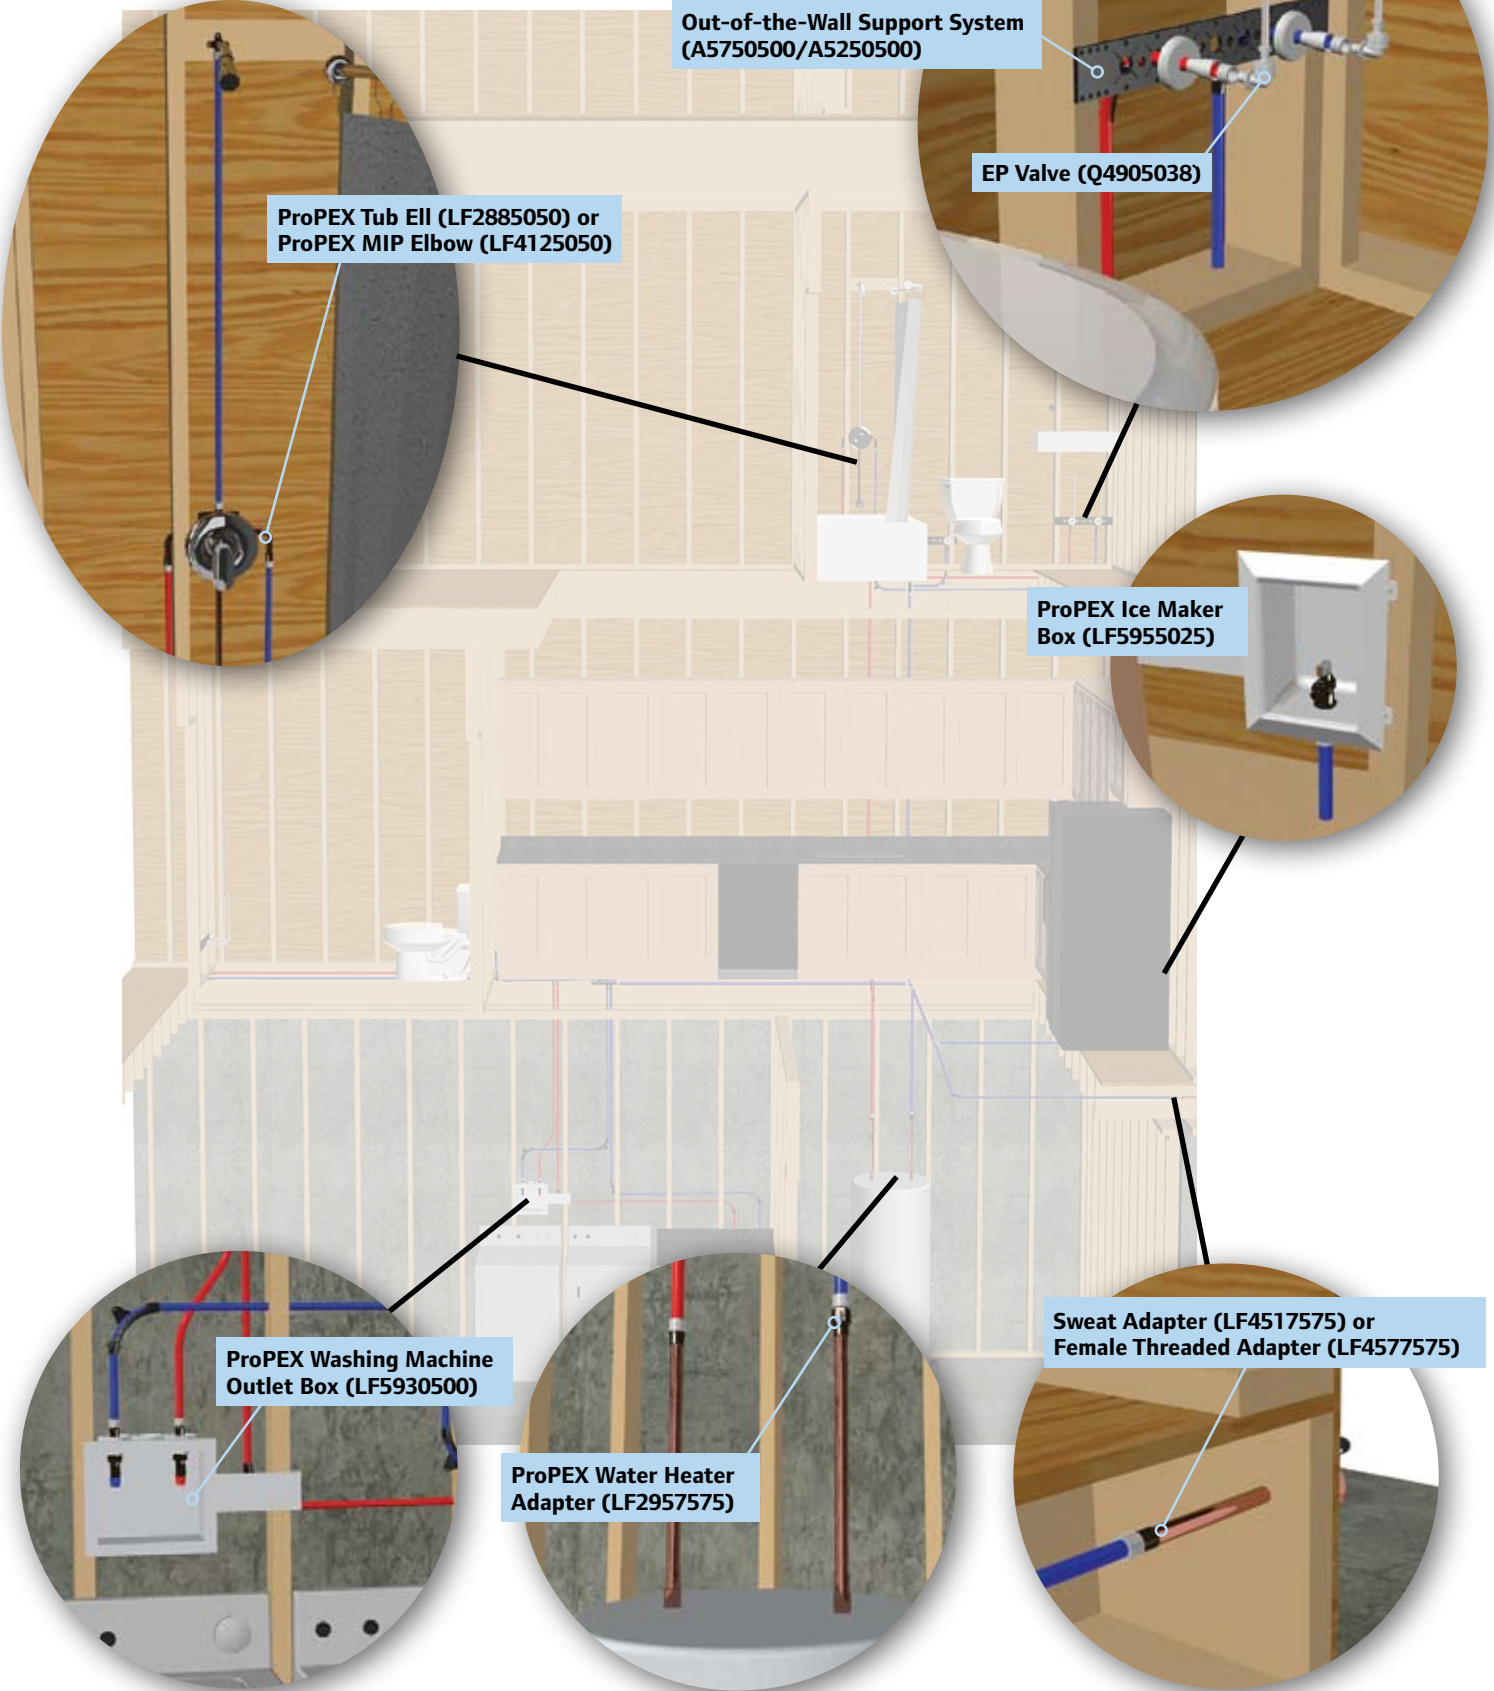 Out-of-the-Wall Support System
(A5750500/A5250500)
EP Valve (Q4905038)
ProPEX Tub Ell (LF2885050) or
ProPEX MIP Elbow (LF4125050)
ProPEX Ice Maker
Box (LF5955025)
ProPEX Washing Machine
Outlet Box (LF5930500)
ProPEX Water Heater
Adapter (LF2957575)
Sweat Adapter (LF4517575) or
Female Threaded Adapter (LF4577575)